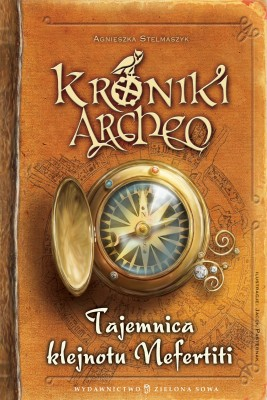 Agnieszka Stelmaszyk
Kroniki
Archeo
Tajemnica
klejnotu Nefertiti
WYDAWNICTWO ZIELONA SOWA